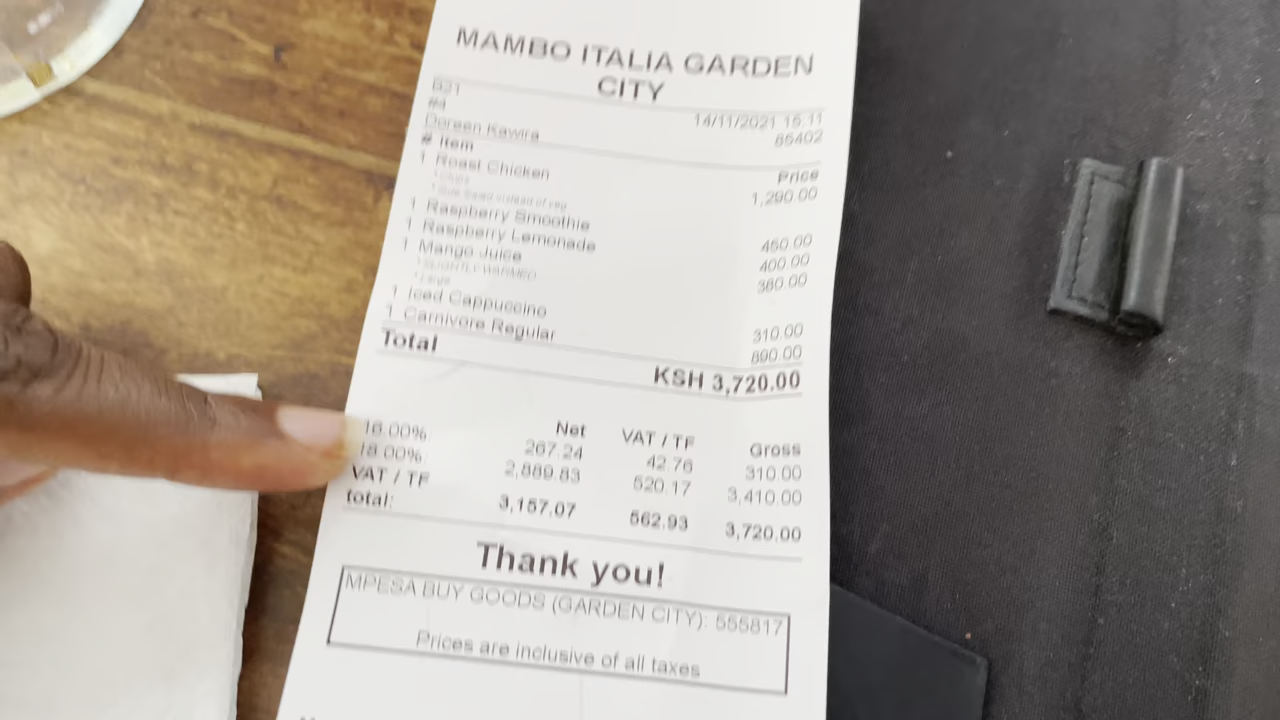 MAMBO ITALIA GARDEN
CITY
B21
#4 14/11/2021 15:11
Doreen Kawira 85402
# Item Price
1 Roast Chicken 1,290.00
1 Raspberry Smoothie 450.00
1 Raspberry Lemonade 400.00
1 Mango Juice 380.00
*SLIGHTLY WARMED
1 Iced Cappuccino 310.00
1 Carnivore Regular 890.00
Total KSH 3,720.00
Net VAT / TF Gross
16.00%: 267.24 42.76 310.00
18.00%: 2,889.83 520.17 3,410.00
VAT / TF
total: 3,157.07 562.93 3,720.00
Thank you!
MPESA BUY GOODS (GARDEN CITY): 555817
Prices are inclusive of all taxes